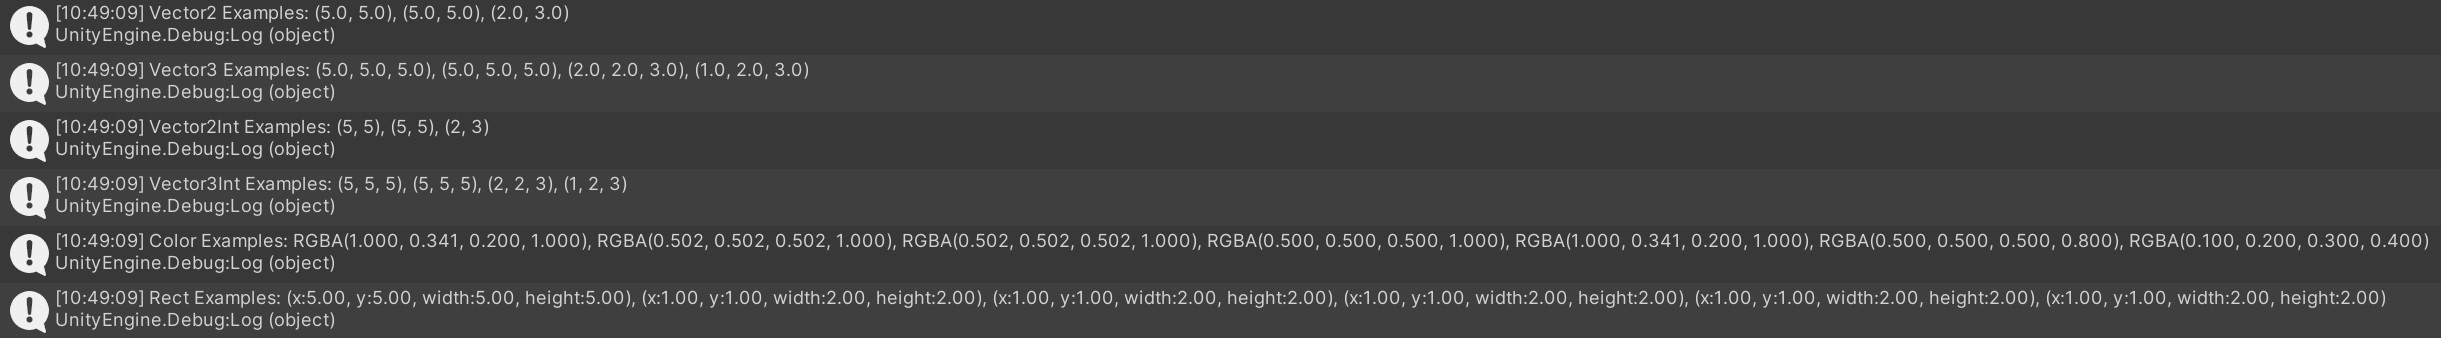 [10:49:09] Vector2 Examples: (5.0, 5.0), (5.0, 5.0), (2.0, 3.0)
UnityEngine.Debug:Log (object)
[10:49:09] Vector3 Examples: (5.0, 5.0, 5.0), (5.0, 5.0, 5.0), (2.0, 2.0, 3.0), (1.0, 2.0, 3.0)
UnityEngine.Debug:Log (object)
[10:49:09] Vector2Int Examples: (5, 5), (5, 5), (2, 3)
UnityEngine.Debug:Log (object)
[10:49:09] Vector3Int Examples: (5, 5, 5), (5, 5, 5), (2, 2, 3), (1, 2, 3)
UnityEngine.Debug:Log (object)
[10:49:09] Color Examples: RGBA(1.000, 0.341, 0.200, 1.000), RGBA(0.502, 0.502, 0.502, 1.000), RGBA(0.502, 0.502, 0.502, 1.000), RGBA(0.500, 0.500, 0.500, 1.000), RGBA(1.000, 0.341, 0.200, 1.000), RGBA(0.500, 0.500, 0.500, 0.800), RGBA(0.100, 0.200, 0.300, 0.400)
UnityEngine.Debug:Log (object)
[10:49:09] Rect Examples: (x:5.00, y:5.00, width:5.00, height:5.00), (x:1.00, y:1.00, width:2.00, height:2.00), (x:1.00, y:1.00, width:2.00, height:2.00), (x:1.00, y:1.00, width:2.00, height:2.00), (x:1.00, y:1.00, width:2.00, height:2.00), (x:1.00, y:1.00, width:2.00, height:2.00)
UnityEngine.Debug:Log (object)